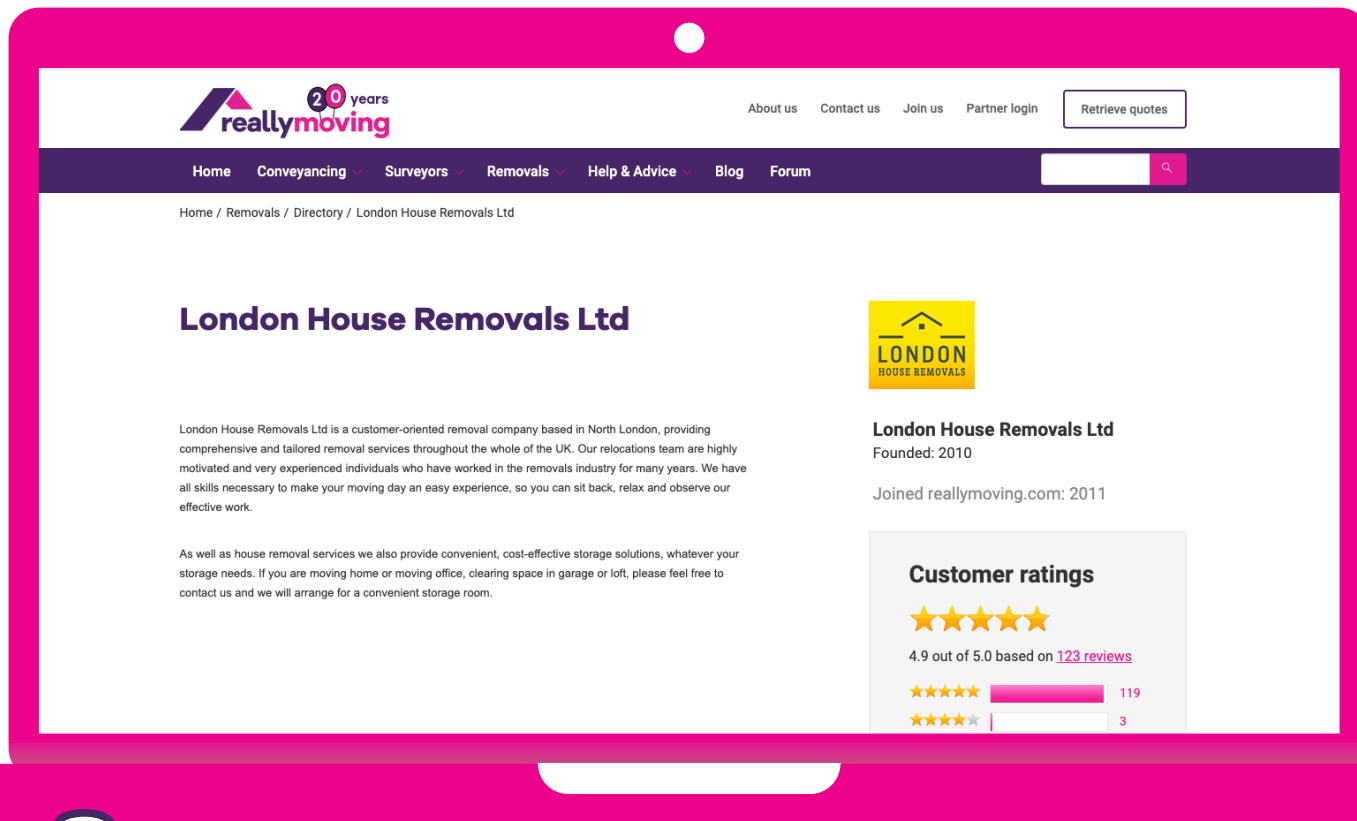 20 years
reallymoving
About us Contact us Join us Partner login Retrieve quotes
Home Conveyancing Surveyors Removals Help & Advice Blog Forum
Home / Removals / Directory / London House Removals Ltd
London House Removals Ltd
London House Removals Ltd is a customer-oriented removal company based in North London, providing
comprehensive and tailored removal services throughout the whole of the UK. Our relocations team are highly
motivated and very experienced individuals who have worked in the removals industry for many years. We have
all skills necessary to make your moving day an easy experience, so you can sit back, relax and observe our
effective work.
As well as house removal services we also provide convenient, cost-effective storage solutions, whatever your
storage needs. If you are moving home or moving office, clearing space in garage or loft, please feel free to
contact us and we will arrange for a convenient storage room.
LONDON
HOUSE REMOVALS
London House Removals Ltd
Founded: 2010
Joined reallymoving.com: 2011
Customer ratings
4.9 out of 5.0 based on 123 reviews
119
3